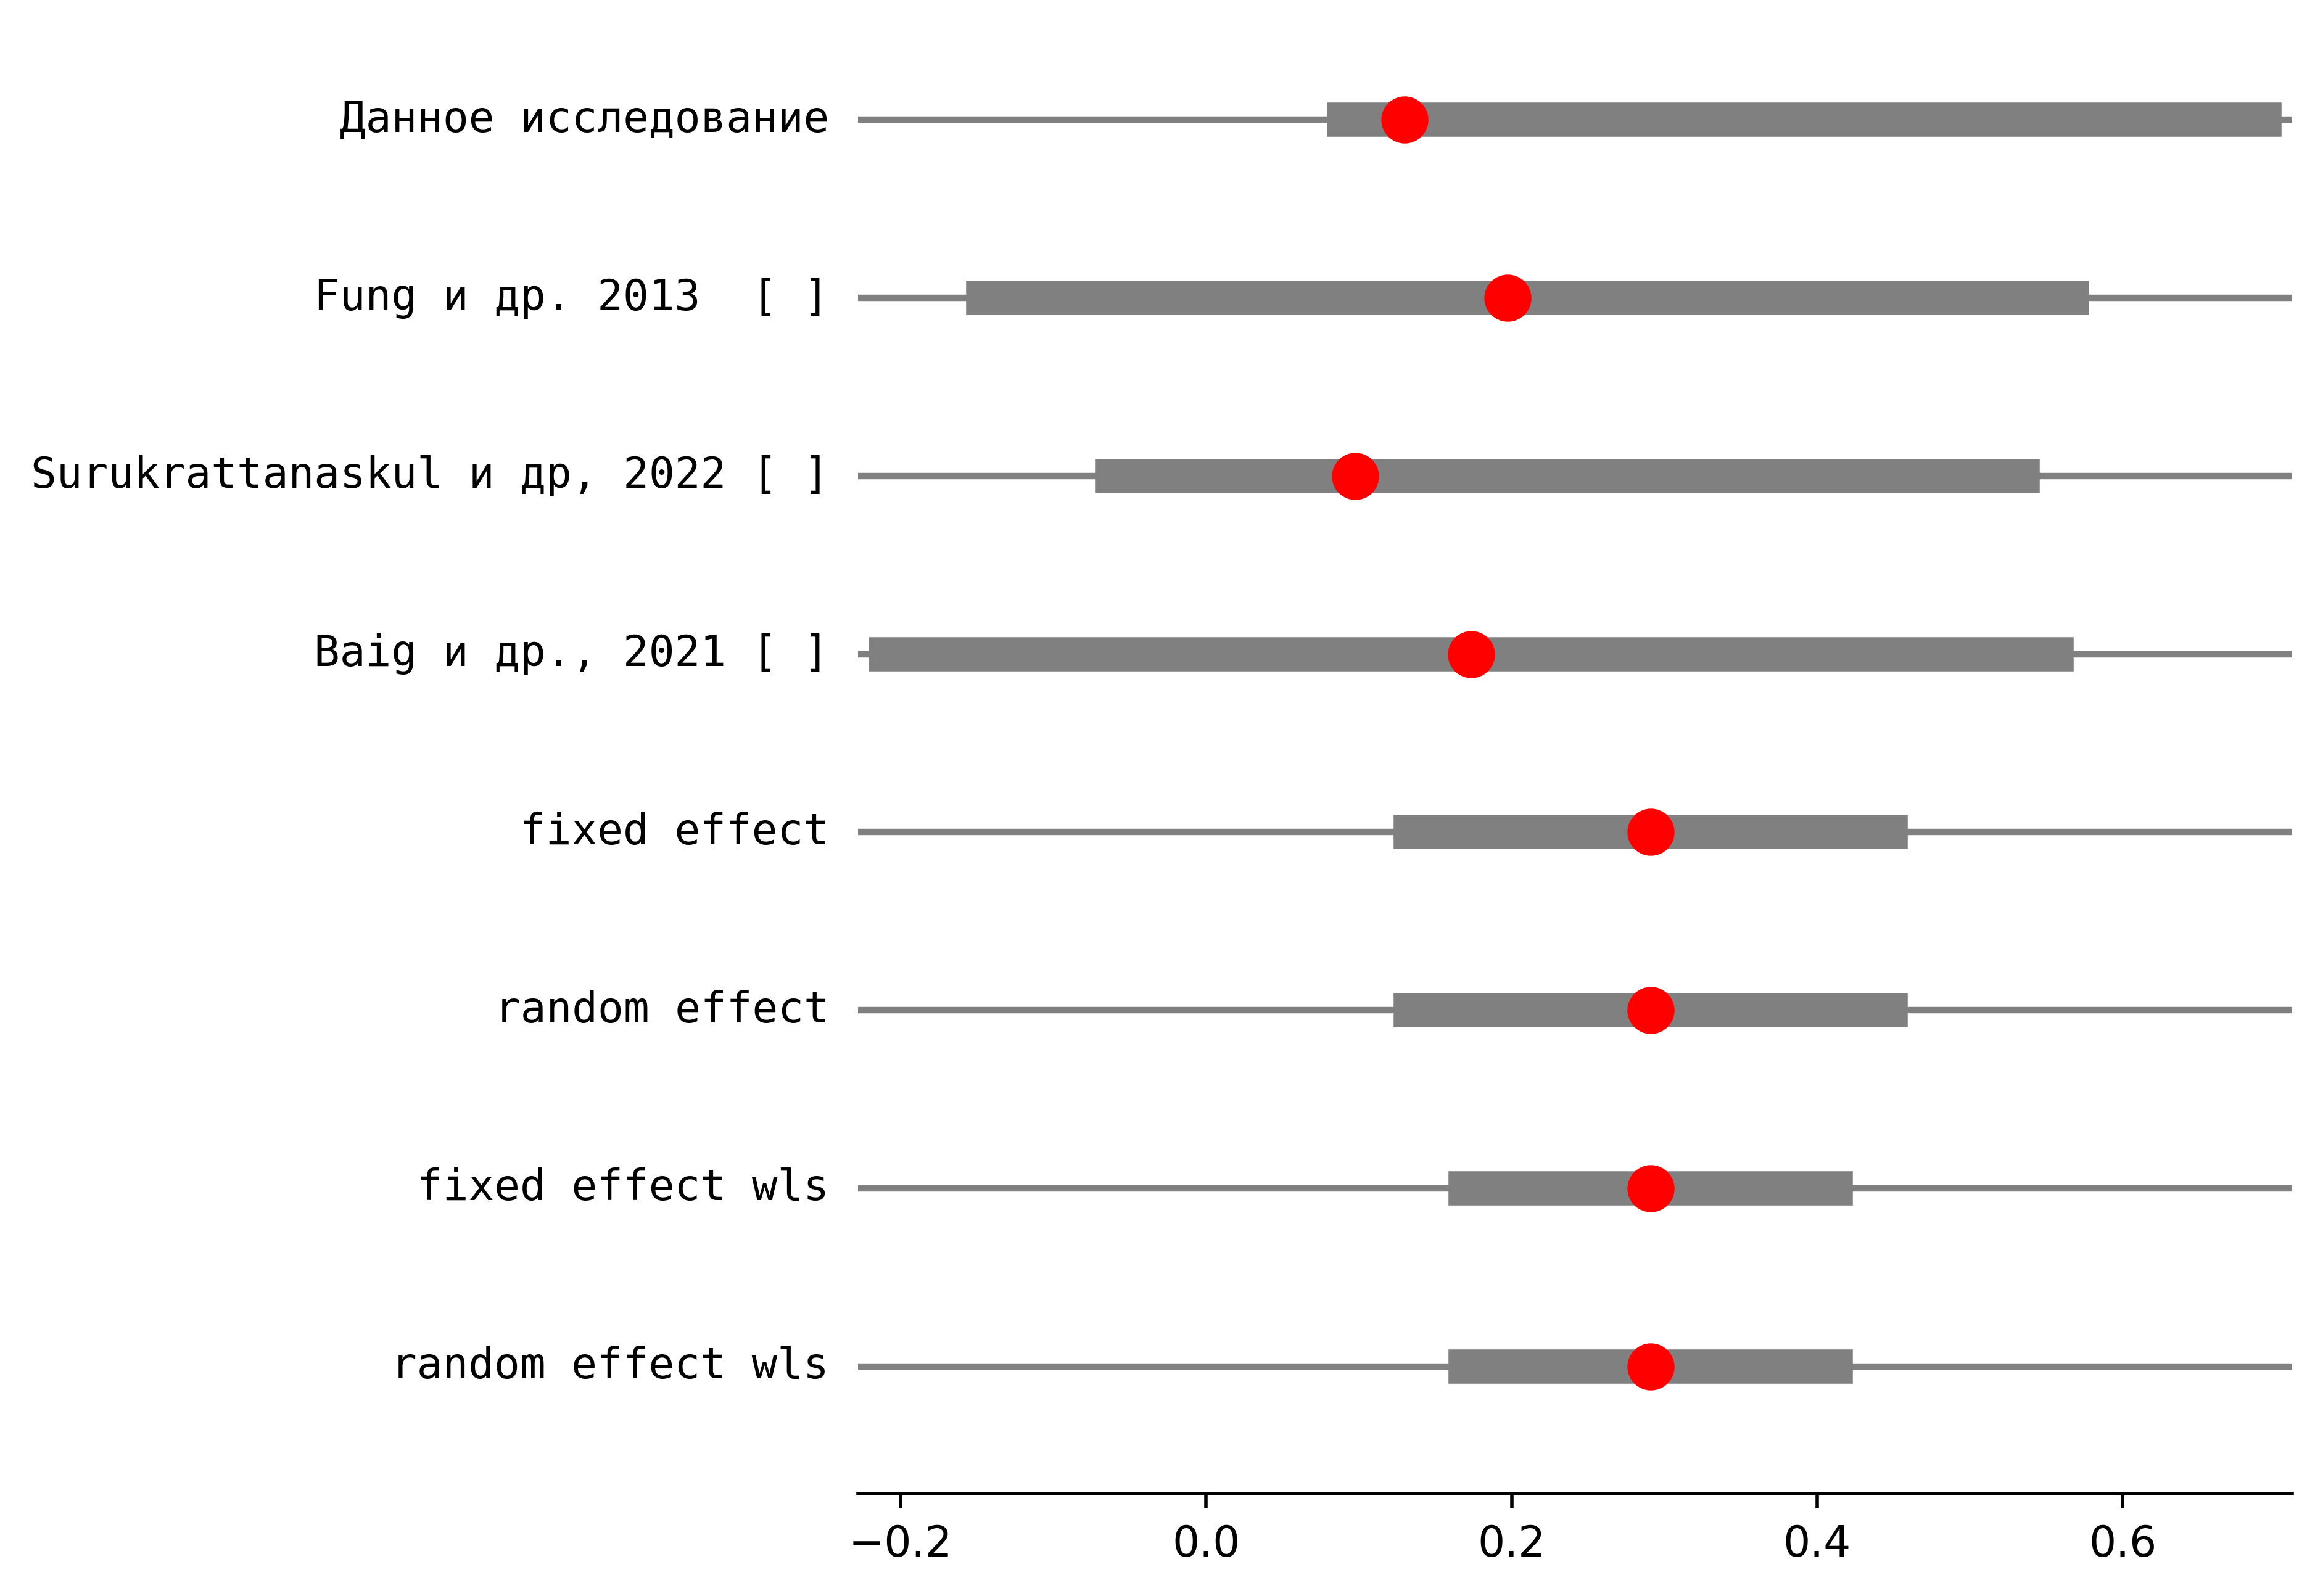 Данное исследование
Fung и др. 2013  [ ]
Surukrattanaskul и др, 2022 [ ]
Baig и др., 2021 [ ]
fixed effect
random effect
fixed effect wls
random effect wls
−0.2 0.0 0.2 0.4 0.6